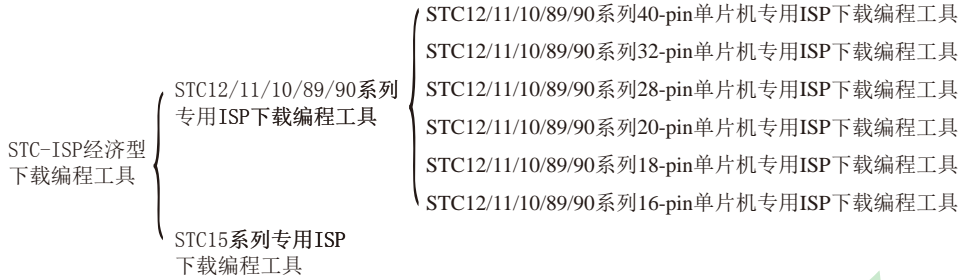 STC-ISP经济型
下载编程工具
STC12/11/10/89/90系列
专用ISP下载编程工具
STC12/11/10/89/90系列40-pin单片机专用ISP下载编程工具
STC12/11/10/89/90系列32-pin单片机专用ISP下载编程工具
STC12/11/10/89/90系列28-pin单片机专用ISP下载编程工具
STC12/11/10/89/90系列20-pin单片机专用ISP下载编程工具
STC12/11/10/89/90系列18-pin单片机专用ISP下载编程工具
STC12/11/10/89/90系列16-pin单片机专用ISP下载编程工具
STC15系列专用ISP
下载编程工具